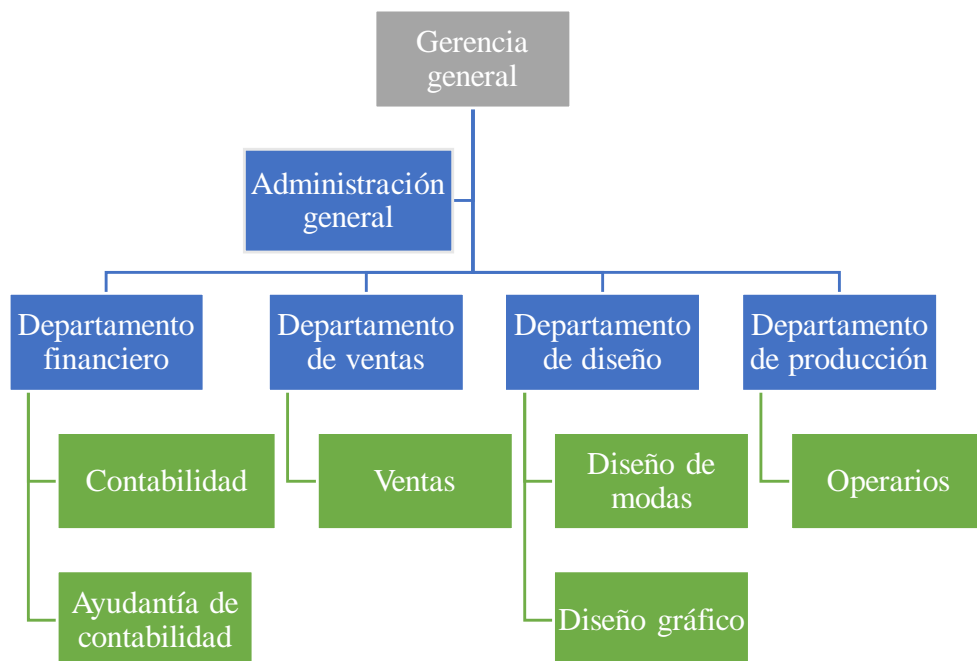 Gerencia
general
Administración
general
Departamento
financiero
Departamento
de ventas
Departamento
de diseño
Departamento
de producción
Contabilidad
Ventas
Diseño de
modas
Operarios
Ayudantía de
contabilidad
Diseño gráfico